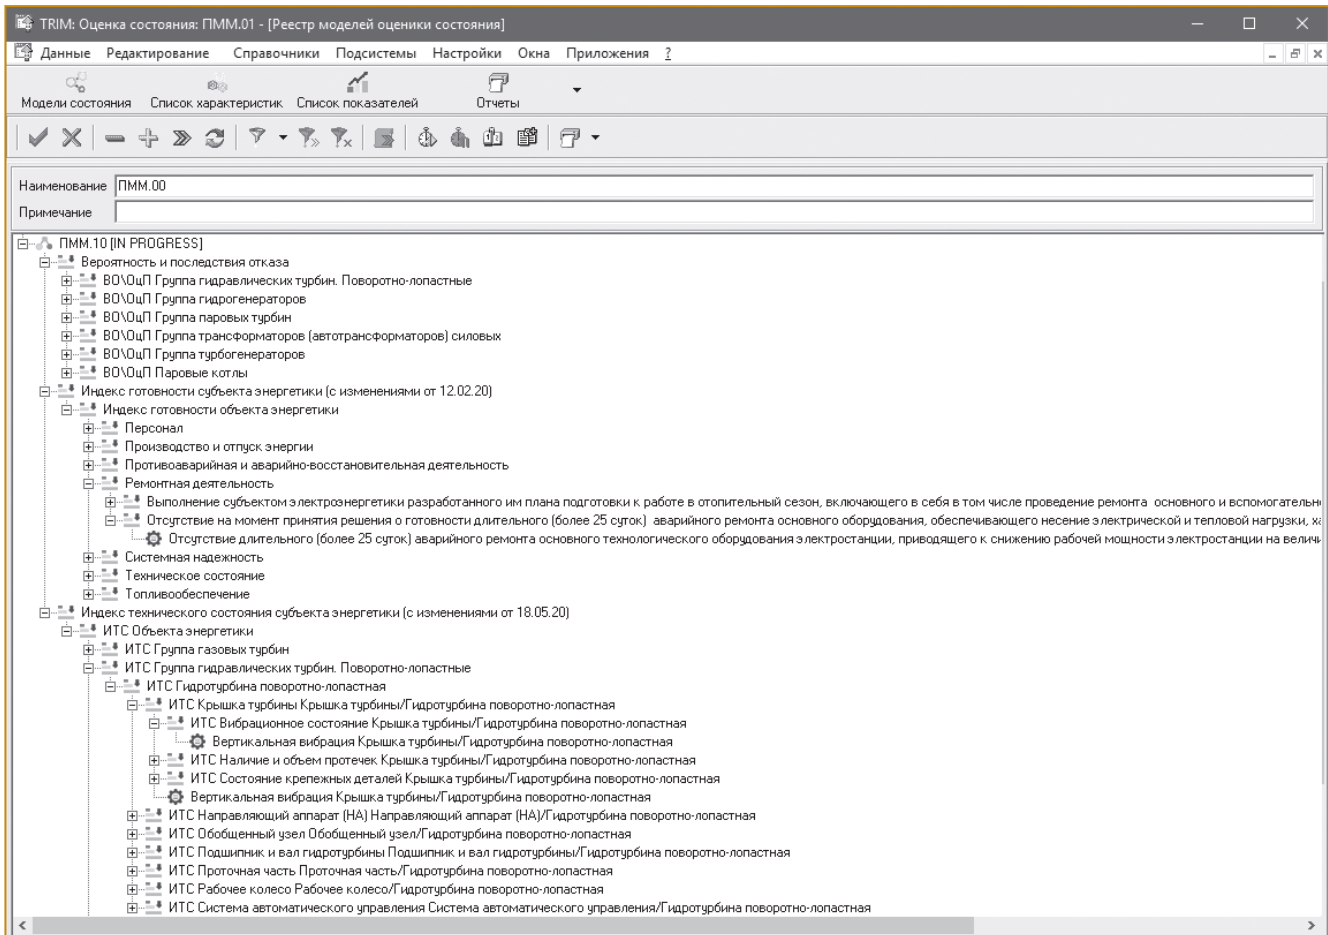 TRIM: Оценка состояния: ПММ.01 - [Реестр моделей оценики состояния]
Данные Редактирование Справочники Подсистемы Настройки Окна Приложения ?
Модели состояния Список характеристик Список показателей Отчеты
Наименование ПММ.00
Примечание
ПММ.10 [IN PROGRESS]
Вероятность и последствия отказа
ВО\ОцП Группа гидравлических турбин. Поворотно-лопастные
ВО\ОцП Группа гидрогенераторов
ВО\ОцП Группа паровых турбин
ВО\ОцП Группа трансформаторов (автотрансформаторов) силовых
ВО\ОцП Группа турбогенераторов
ВО\ОцП Паровые котлы
Индекс готовности субъекта энергетики (с изменениями от 12.02.20)
Индекс готовности объекта энергетики
Персонал
Производство и отпуск энергии
Противоаварийная и аварийно-восстановительная деятельность
Ремонтная деятельность
Выполнение субъектом электроэнергетики разработанного им плана подготовки к работе в отопительный сезон, включающего в себя в том числе проведение ремонта основного и вспомогательн
Отсутствие на момент принятия решения о готовности длительного (более 25 суток) аварийного ремонта основного оборудования, обеспечивающего несение электрической и тепловой нагрузки, ха
Отсутствие длительного (более 25 суток) аварийного ремонта основного технологического оборудования электростанции, приводящего к снижению рабочей мощности электростанции на величи
Системная надежность
Техническое состояние
Топливообеспечение
Индекс технического состояния субъекта энергетики (с изменениями от 18.05.20)
ИТС Объекта энергетики
ИТС Группа газовых турбин
ИТС Группа гидравлических турбин. Поворотно-лопастные
ИТС Гидротурбина поворотно-лопастная
ИТС Крышка турбины Крышка турбины/Гидротурбина поворотно-лопастная
ИТС Вибрационное состояние Крышка турбины/Гидротурбина поворотно-лопастная
Вертикальная вибрация Крышка турбины/Гидротурбина поворотно-лопастная
ИТС Наличие и объем протечек Крышка турбины/Гидротурбина поворотно-лопастная
ИТС Состояние крепежных деталей Крышка турбины/Гидротурбина поворотно-лопастная
Вертикальная вибрация Крышка турбины/Гидротурбина поворотно-лопастная
ИТС Направляющий аппарат (НА) Направляющий аппарат (НА)/Гидротурбина поворотно-лопастная
ИТС Обобщенный узел Обобщенный узел/Гидротурбина поворотно-лопастная
ИТС Подшипник и вал гидротурбины Подшипник и вал гидротурбины/Гидротурбина поворотно-лопастная
ИТС Проточная часть Проточная часть/Гидротурбина поворотно-лопастная
ИТС Рабочее колесо Рабочее колесо/Гидротурбина поворотно-лопастная
ИТС Система автоматического управления Система автоматического управления/Гидротурбина поворотно-лопастная